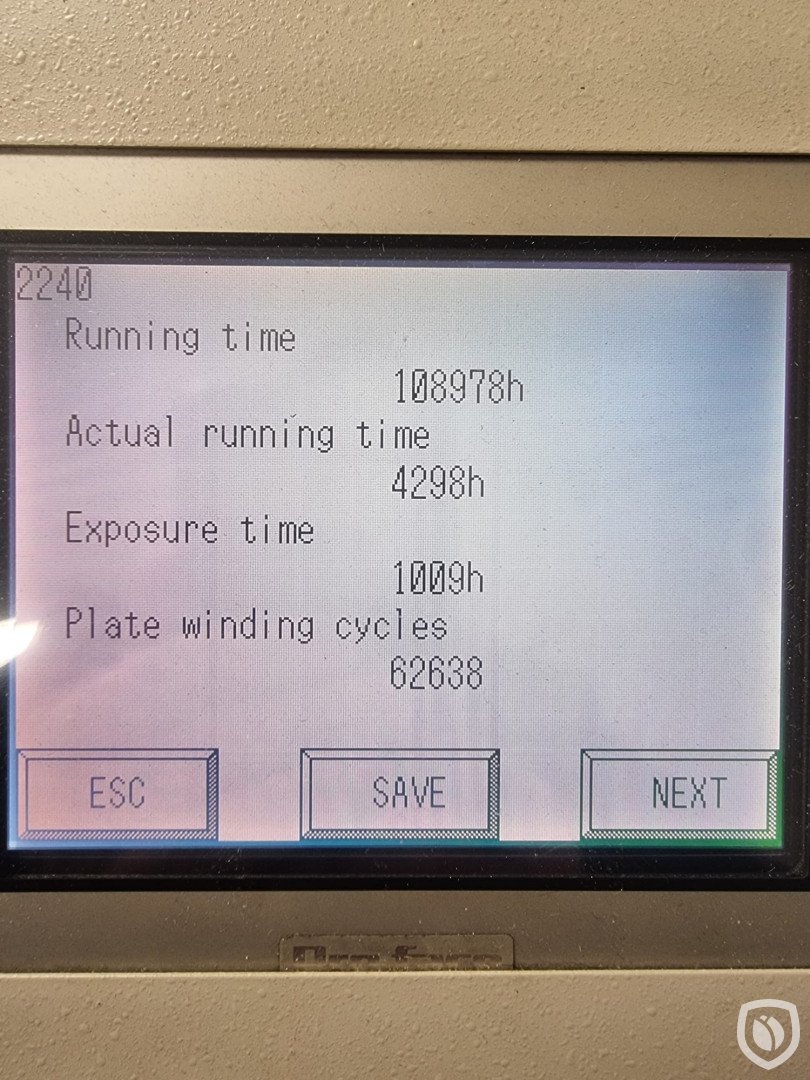 2240
Running time
108978h
Actual running time
4298h
Exposure time
1009h
Plate winding cycles
62638
ESC
SAVE
NEXT